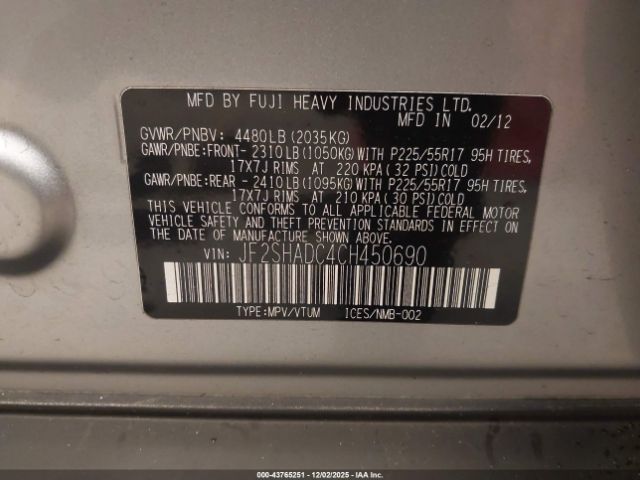 MFD BY FUJI HEAVY INDUSTRIES LTD.
MFD IN 02/12
GVWR/PNBV: 4480LB(2035KG)
GAWR/PNBE:FRONT- 2310LB(1050KG)WITH P225/55R17 95H TIRES,
17X7J RIMS AT 220 KPA( 32 PSI)COLD
GAWR/PNBE:REAR - 2410LB(1095KG)WITH P225/55R17 95H TIRES,
17X7J RIMS AT 210 KPA( 30 PSI)COLD
THIS VEHICLE CONFORMS TO ALL APPLICABLE FEDERAL MOTOR
VEHICLE SAFETY AND THEFT PREVENTION STANDARDS IN EFFECT ON
THE DATE OF MANUFACTURE SHOWN ABOVE.
VIN: JF2SHADC4CH450690
TYPE:MPV/VTUM ICES/NMB-002
000-43765251 - 12/02/2025 - IAA Inc.